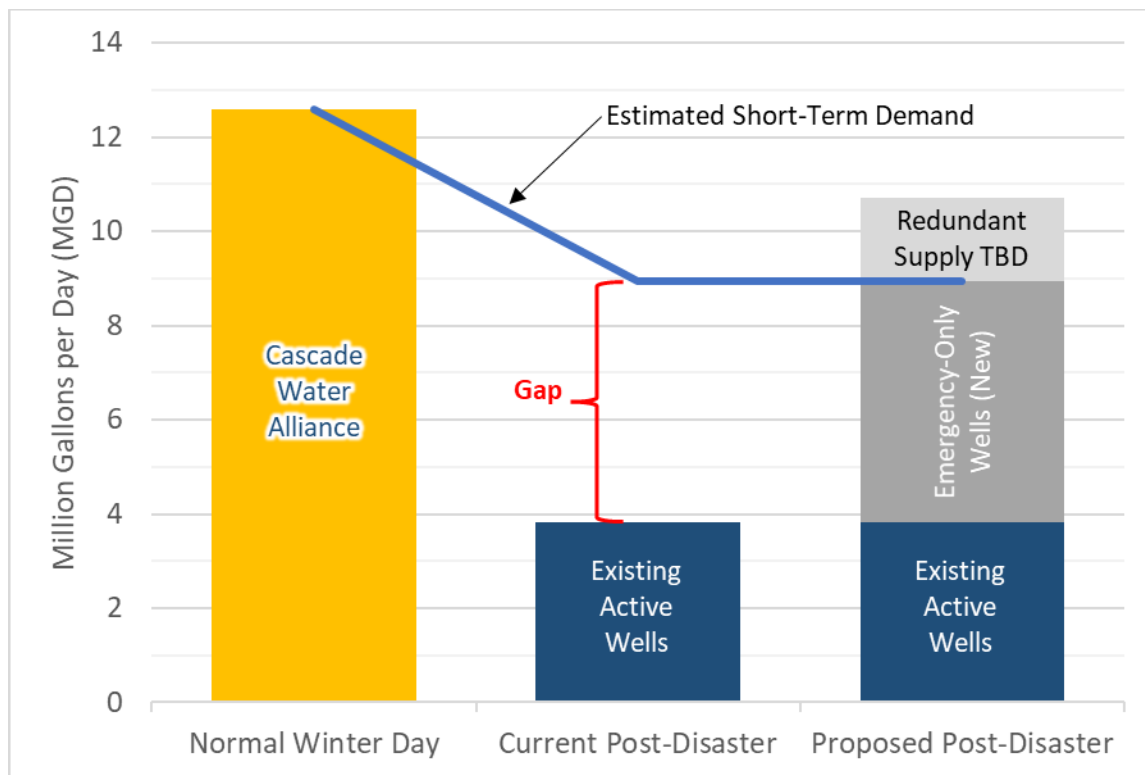 14
12
10
8
6
4
2
0
Million Gallons per Day (MGD)
Estimated Short-Term Demand
Cascade
Water
Alliance
Gap
Existing
Active
Wells
Redundant
Supply TBD
Emergency-Only
Wells (New)
Existing
Active
Wells
Normal Winter Day
Current Post-Disaster
Proposed Post-Disaster